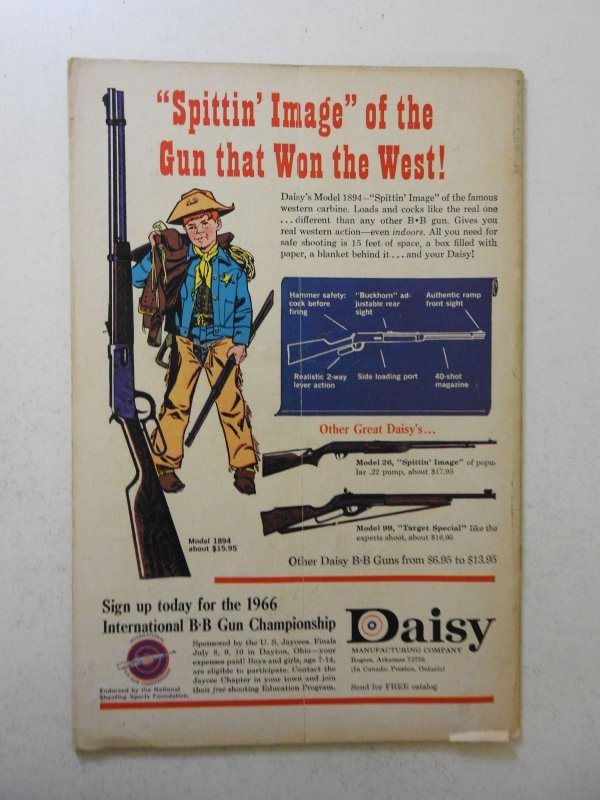 "Spittin' Image" of the
Gun that Won the West!
Daisy's Model 1894—"Spittin' Image" of the famous
western carbine. Loads and cocks like the real one
...different than any other B•B gun. Gives you
real western action—even indoors. All you need for
safe shooting is 15 feet of space, a box filled with
paper, a blanket behind it...and your Daisy!
Hammer safety:
cock before
firing
"Buckhorn" ad-
justable rear
sight
Authentic ramp
front sight
Realistic 2-way
lever action
Side loading port
40-shot
magazine
Other Great Daisy's...
Model 26, "Spittin' Image" of popu-
lar .22 pump, about $17.95
Model 99, "Target Special" like the
experts shoot, about $16.95
Model 1894
about $15.95
Other Daisy B•B Guns from $6.95 to $13.95
Sign up today for the 1966
International B•B Gun Championship
Sponsored by the U. S. Jaycees. Finals
July 8, 9, 10 in Dayton, Ohio—your
expenses paid! Boys and girls, age 7-14,
are eligible to participate. Contact the
Jaycee Chapter in your town and join
their free shooting Education Program.
INTERNATIONAL
Endorsed by the National
Shooting Sports Foundation.
Daisy
MANUFACTURING COMPANY
Rogers, Arkansas 72756
(In Canada: Preston, Ontario)
Send for FREE catalog